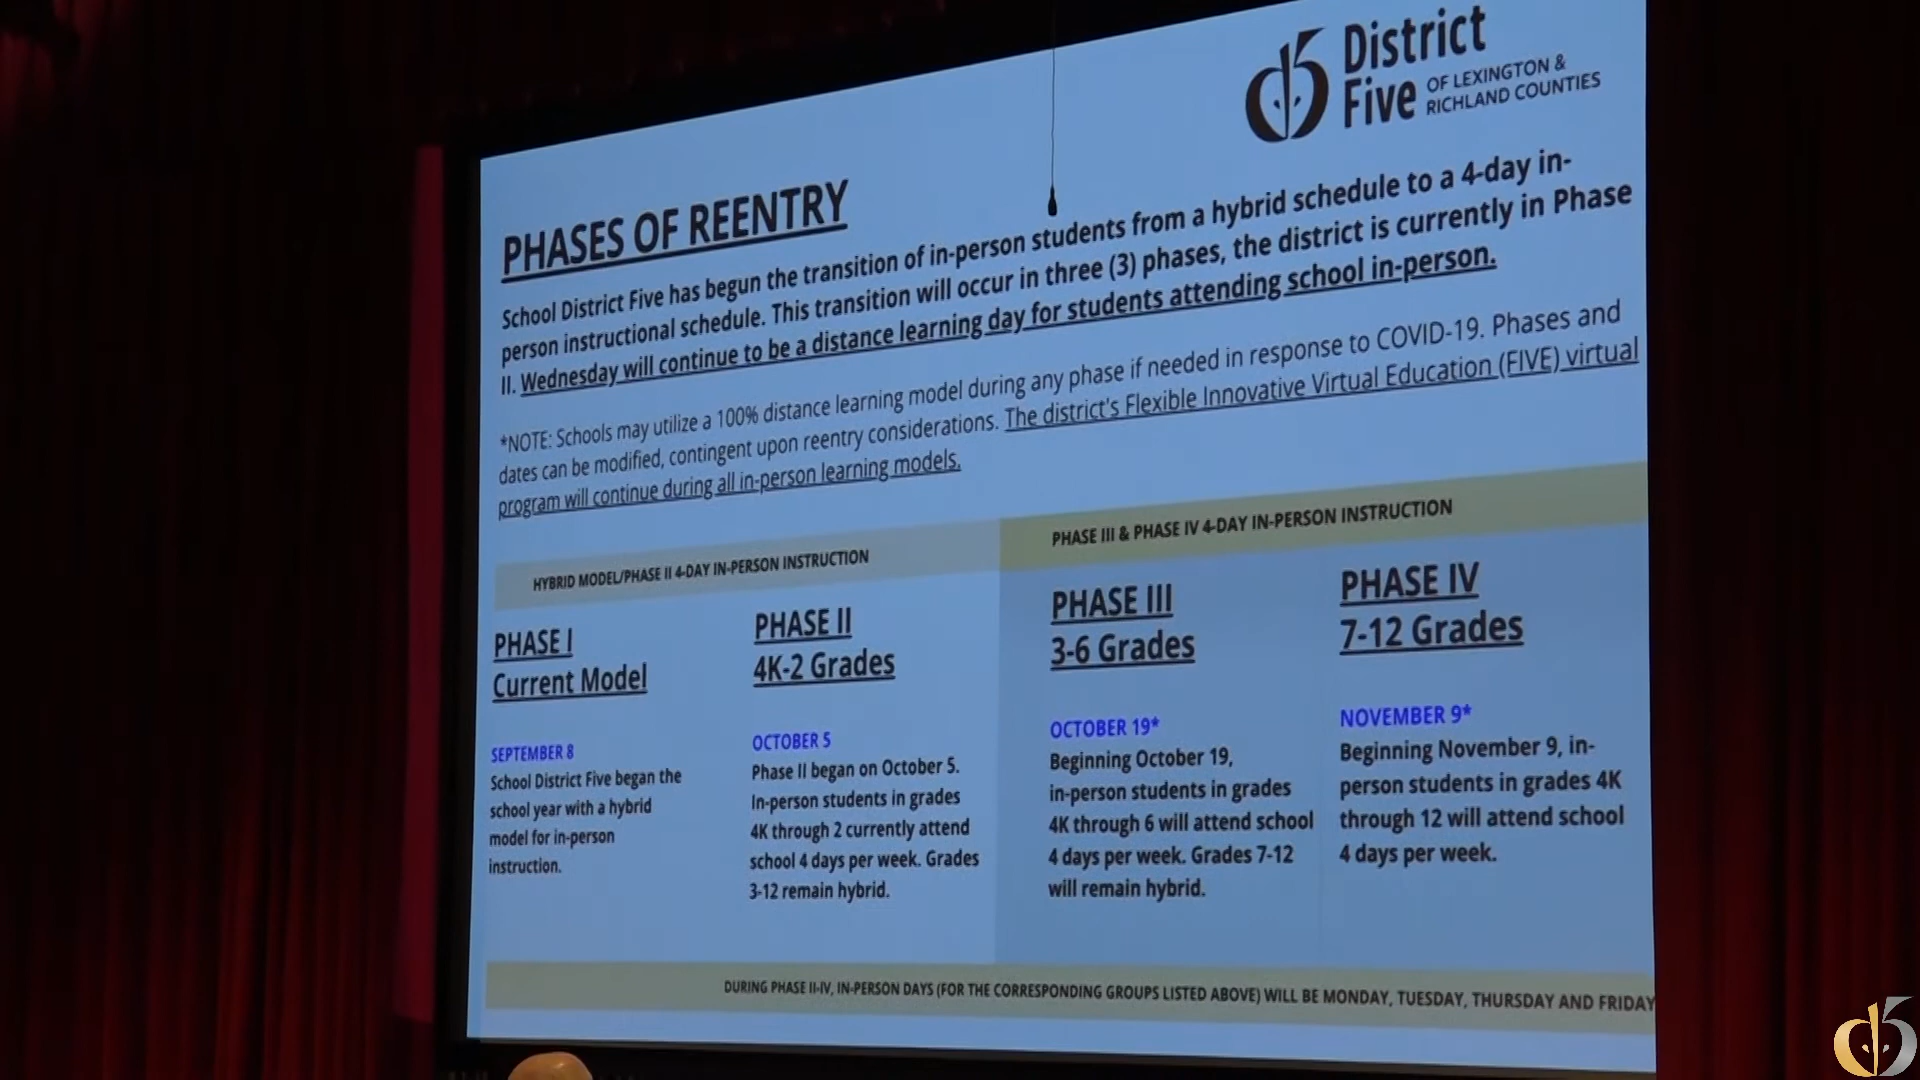 District
Five OF LEXINGTON &
RICHLAND COUNTIES
PHASES OF REENTRY
School District Five has begun the transition of in-person students from a hybrid schedule to a 4-day in-
person instructional schedule. This transition will occur in three (3) phases, the district is currently in Phase
II. Wednesday will continue to be a distance learning day for students attending school in-person.
*NOTE: Schools may utilize a 100% distance learning model during any phase if needed in response to COVID-19. Phases and
dates can be modified, contingent upon reentry considerations. The district's Flexible Innovative Virtual Education (FIVE) virtual
program will continue during all in-person learning models.
HYBRID MODEL/PHASE II 4-DAY IN-PERSON INSTRUCTION
PHASE I
Current Model
SEPTEMBER 8
School District Five began the
school year with a hybrid
model for in-person
instruction.
PHASE II
4K-2 Grades
OCTOBER 5
Phase II began on October 5.
In-person students in grades
4K through 2 currently attend
school 4 days per week. Grades
3-12 remain hybrid.
PHASE III & PHASE IV 4-DAY IN-PERSON INSTRUCTION
PHASE III
3-6 Grades
OCTOBER 19*
Beginning October 19,
in-person students in grades
4K through 6 will attend school
4 days per week. Grades 7-12
will remain hybrid.
PHASE IV
7-12 Grades
NOVEMBER 9*
Beginning November 9, in-
person students in grades 4K
through 12 will attend school
4 days per week.
DURING PHASE II-IV, IN-PERSON DAYS (FOR THE CORRESPONDING GROUPS LISTED ABOVE) WILL BE MONDAY, TUESDAY, THURSDAY AND FRIDAY